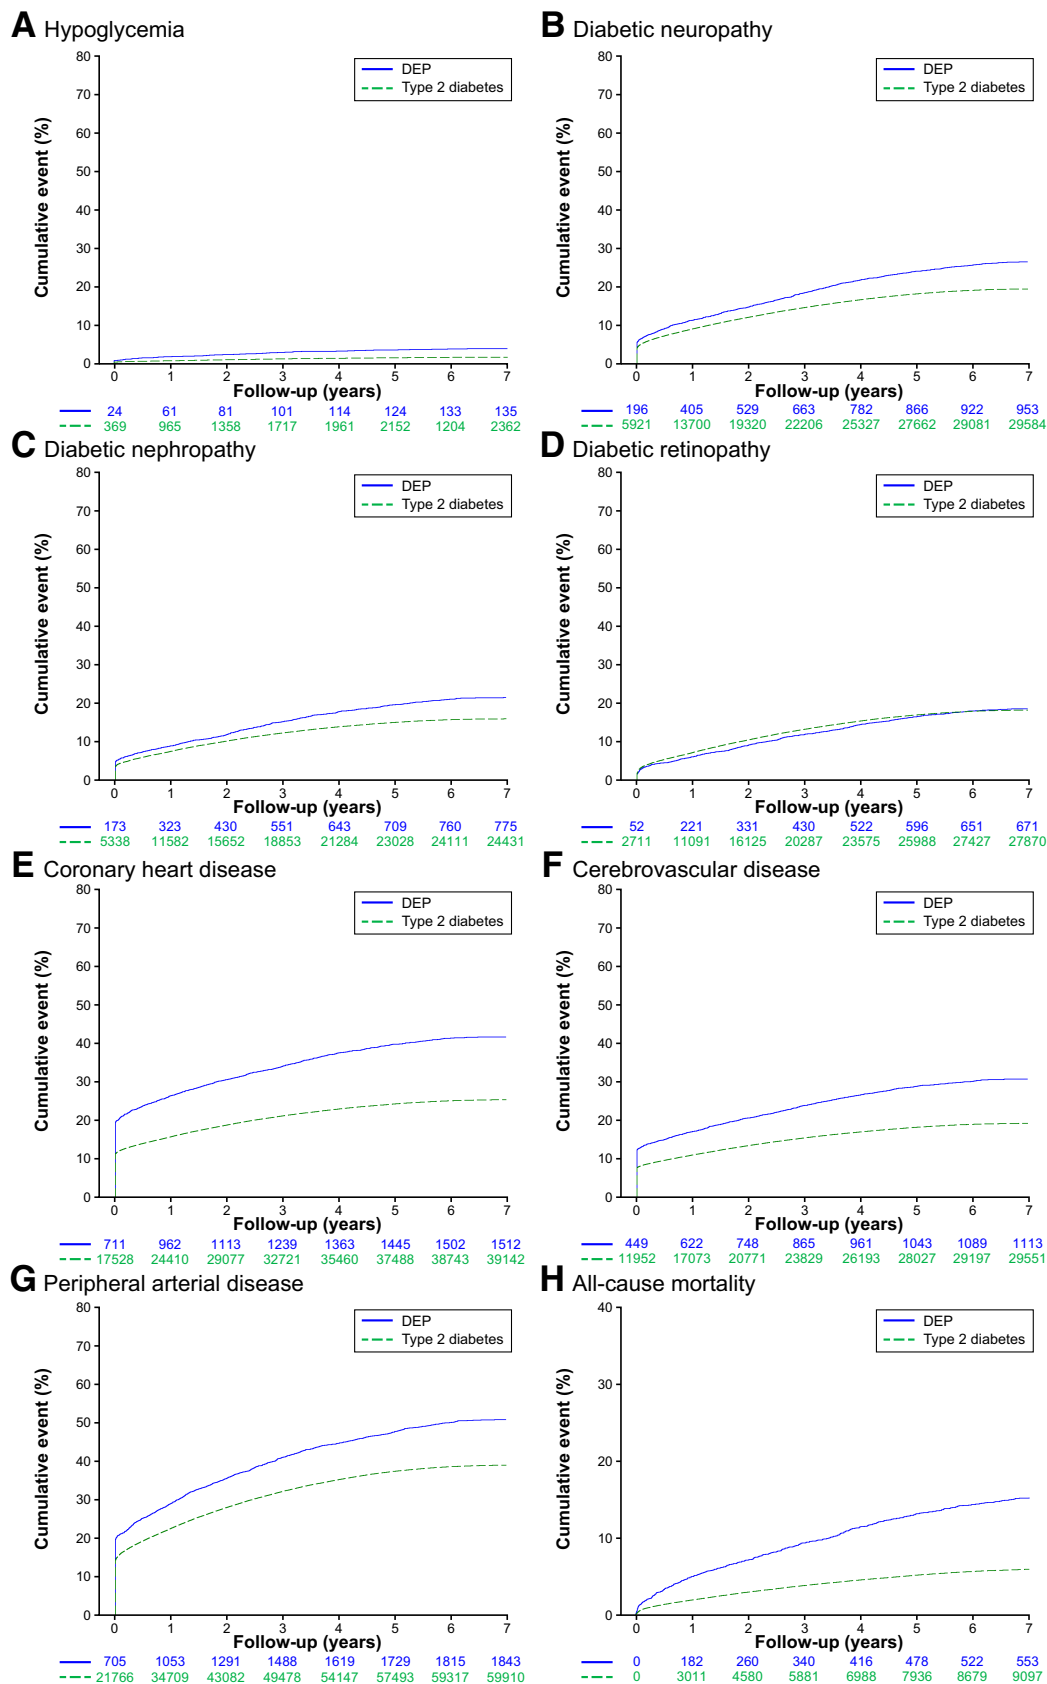 A Hypoglycemia
80
70
60
50
40
30
20
10
0
Cumulative event (%)
DEP
Type 2 diabetes
0 1 2 3 4 5 6 7
Follow-up (years)
24 61 81 101 114 124 133 135
369 965 1358 1717 1961 2152 1204 2362
B Diabetic neuropathy
80
70
60
50
40
30
20
10
0
Cumulative event (%)
DEP
Type 2 diabetes
0 1 2 3 4 5 6 7
Follow-up (years)
196 405 529 663 782 866 922 953
5921 13700 19320 22206 25327 27662 29081 29584
C Diabetic nephropathy
80
70
60
50
40
30
20
10
0
Cumulative event (%)
DEP
Type 2 diabetes
0 1 2 3 4 5 6 7
Follow-up (years)
173 323 430 551 643 709 760 775
5338 11582 15652 18853 21284 23028 24111 24431
D Diabetic retinopathy
80
70
60
50
40
30
20
10
0
Cumulative event (%)
DEP
Type 2 diabetes
0 1 2 3 4 5 6 7
Follow-up (years)
52 221 331 430 522 596 651 671
2711 11091 16125 20287 23575 25988 27427 27870
E Coronary heart disease
80
70
60
50
40
30
20
10
0
Cumulative event (%)
DEP
Type 2 diabetes
0 1 2 3 4 5 6 7
Follow-up (years)
711 962 1113 1239 1363 1445 1502 1512
17528 24410 29077 32721 35460 37488 38743 39142
F Cerebrovascular disease
80
70
60
50
40
30
20
10
0
Cumulative event (%)
DEP
Type 2 diabetes
0 1 2 3 4 5 6 7
Follow-up (years)
449 622 748 865 961 1043 1089 1113
11952 17073 20771 23829 26193 28027 29197 29551
G Peripheral arterial disease
80
70
60
50
40
30
20
10
0
Cumulative event (%)
DEP
Type 2 diabetes
0 1 2 3 4 5 6 7
Follow-up (years)
705 1053 1291 1488 1619 1729 1815 1843
21766 34709 43082 49478 54147 57493 59317 59910
H All-cause mortality
40
30
20
10
0
Cumulative event (%)
DEP
Type 2 diabetes
0 1 2 3 4 5 6 7
Follow-up (years)
0 182 260 340 416 478 522 553
0 3011 4580 5881 6988 7936 8679 9097